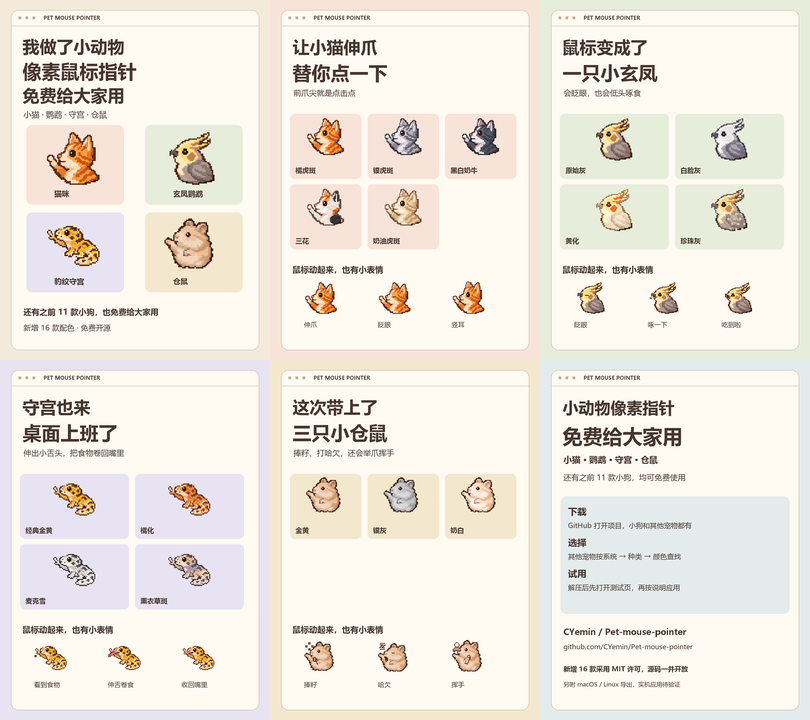 PET MOUSE POINTER
我做了小动物
像素鼠标指针
免费给大家用
小猫 · 鹦鹉 · 守宫 · 仓鼠
猫咪
玄凤鹦鹉
豹纹守宫
仓鼠
还有之前 11 款小狗，也免费给大家用
新增 16 款配色 · 免费开源
PET MOUSE POINTER
让小猫伸爪
替你点一下
前爪尖就是点击点
橘虎斑
银虎斑
黑白奶牛
三花
奶油虎斑
鼠标动起来，也有小表情
伸爪
眨眼
竖耳
PET MOUSE POINTER
鼠标变成了
一只小玄凤
会眨眼，也会低头啄食
原始灰
白脸灰
黄化
珍珠灰
鼠标动起来，也有小表情
眨眼
啄一下
吃到啦
PET MOUSE POINTER
守宫也来
桌面上班了
伸出小舌头，把食物卷回嘴里
经典金黄
橘化
麦克雪
薰衣草斑
鼠标动起来，也有小表情
看到食物
伸舌卷食
收回嘴里
PET MOUSE POINTER
这次带上了
三只小仓鼠
捧籽、打哈欠，还会举爪挥手
金黄
银灰
奶白
鼠标动起来，也有小表情
捧籽
哈欠
挥手
PET MOUSE POINTER
小动物像素指针
免费给大家用
小猫 · 鹦鹉 · 守宫 · 仓鼠
还有之前 11 款小狗，均可免费使用
下载
GitHub 打开项目，小狗和其他宠物都有
选择
其他宠物按系统 → 种类 → 颜色查找
试用
解压后先打开测试页，再按说明应用
CYemin / Pet-mouse-pointer
github.com/CYemin/Pet-mouse-pointer
新增 16 款采用 MIT 许可，源码一并开放
另附 macOS / Linux 导出，实机应用待验证